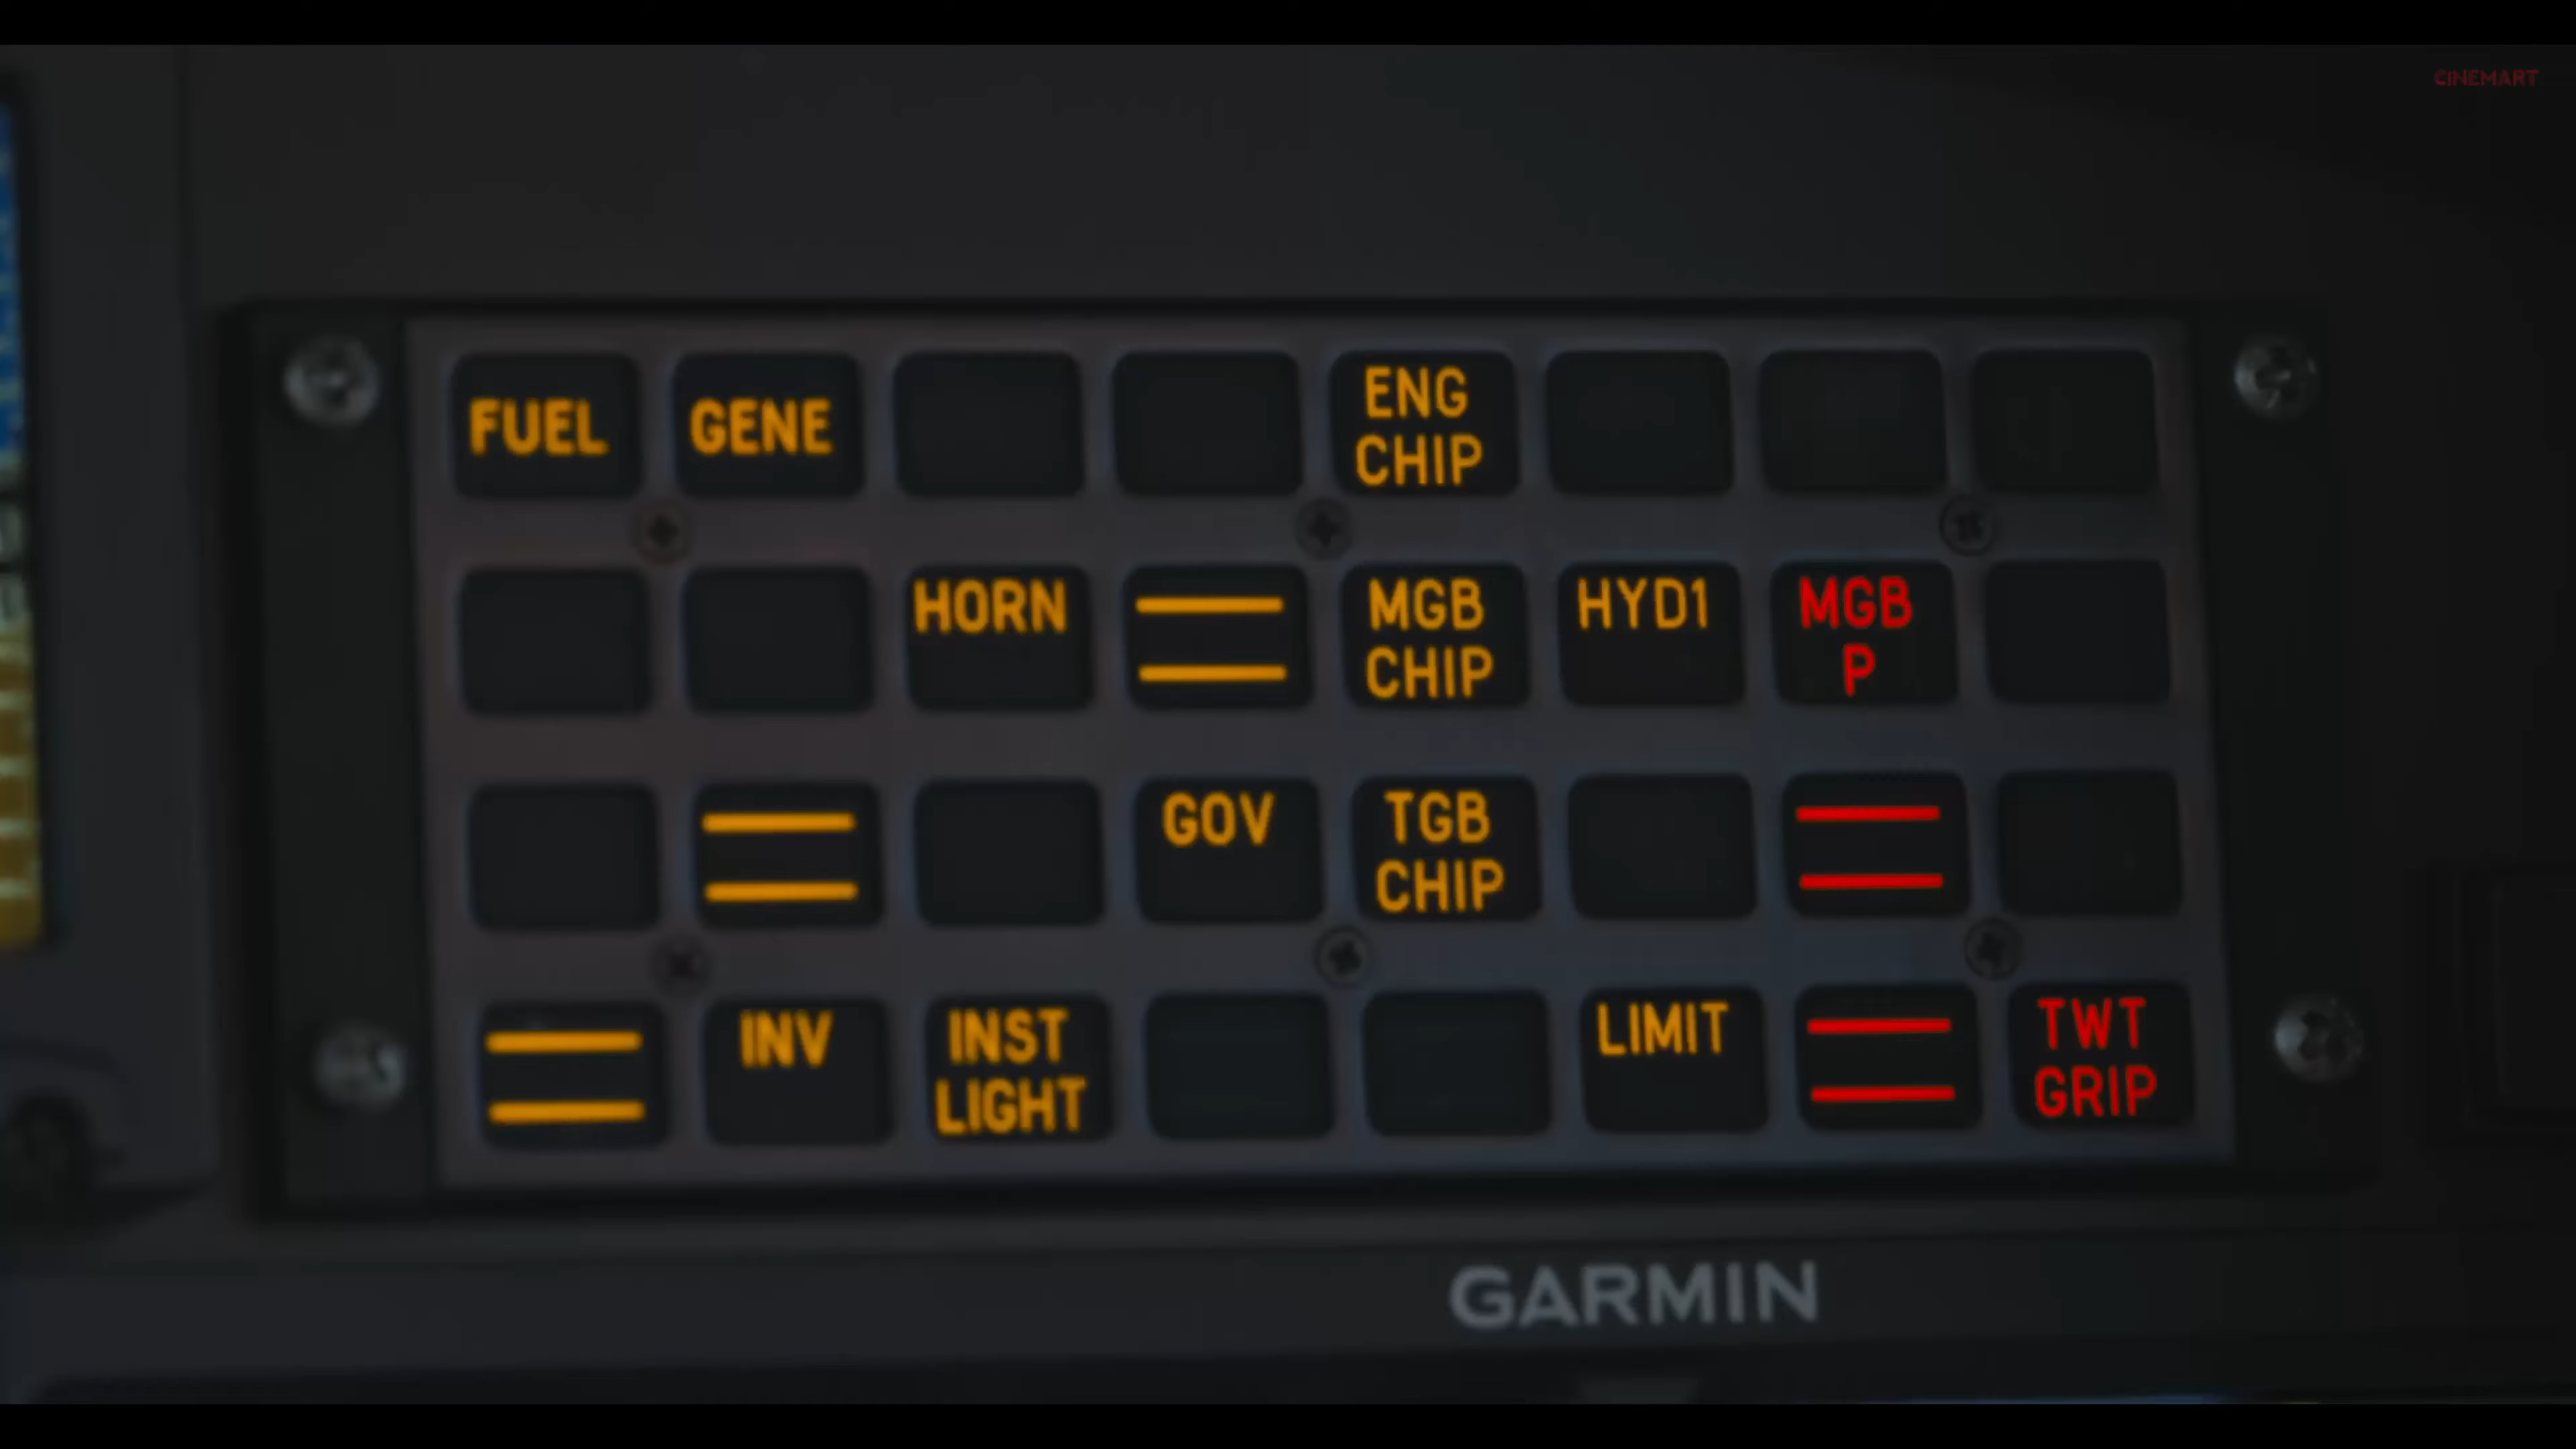 CINEMART
FUEL GENE ENG
CHIP
HORN MGB
CHIP HYD1 MGB
P
GOV TGB
CHIP
INV INST
LIGHT LIMIT TWT
GRIP
GARMIN